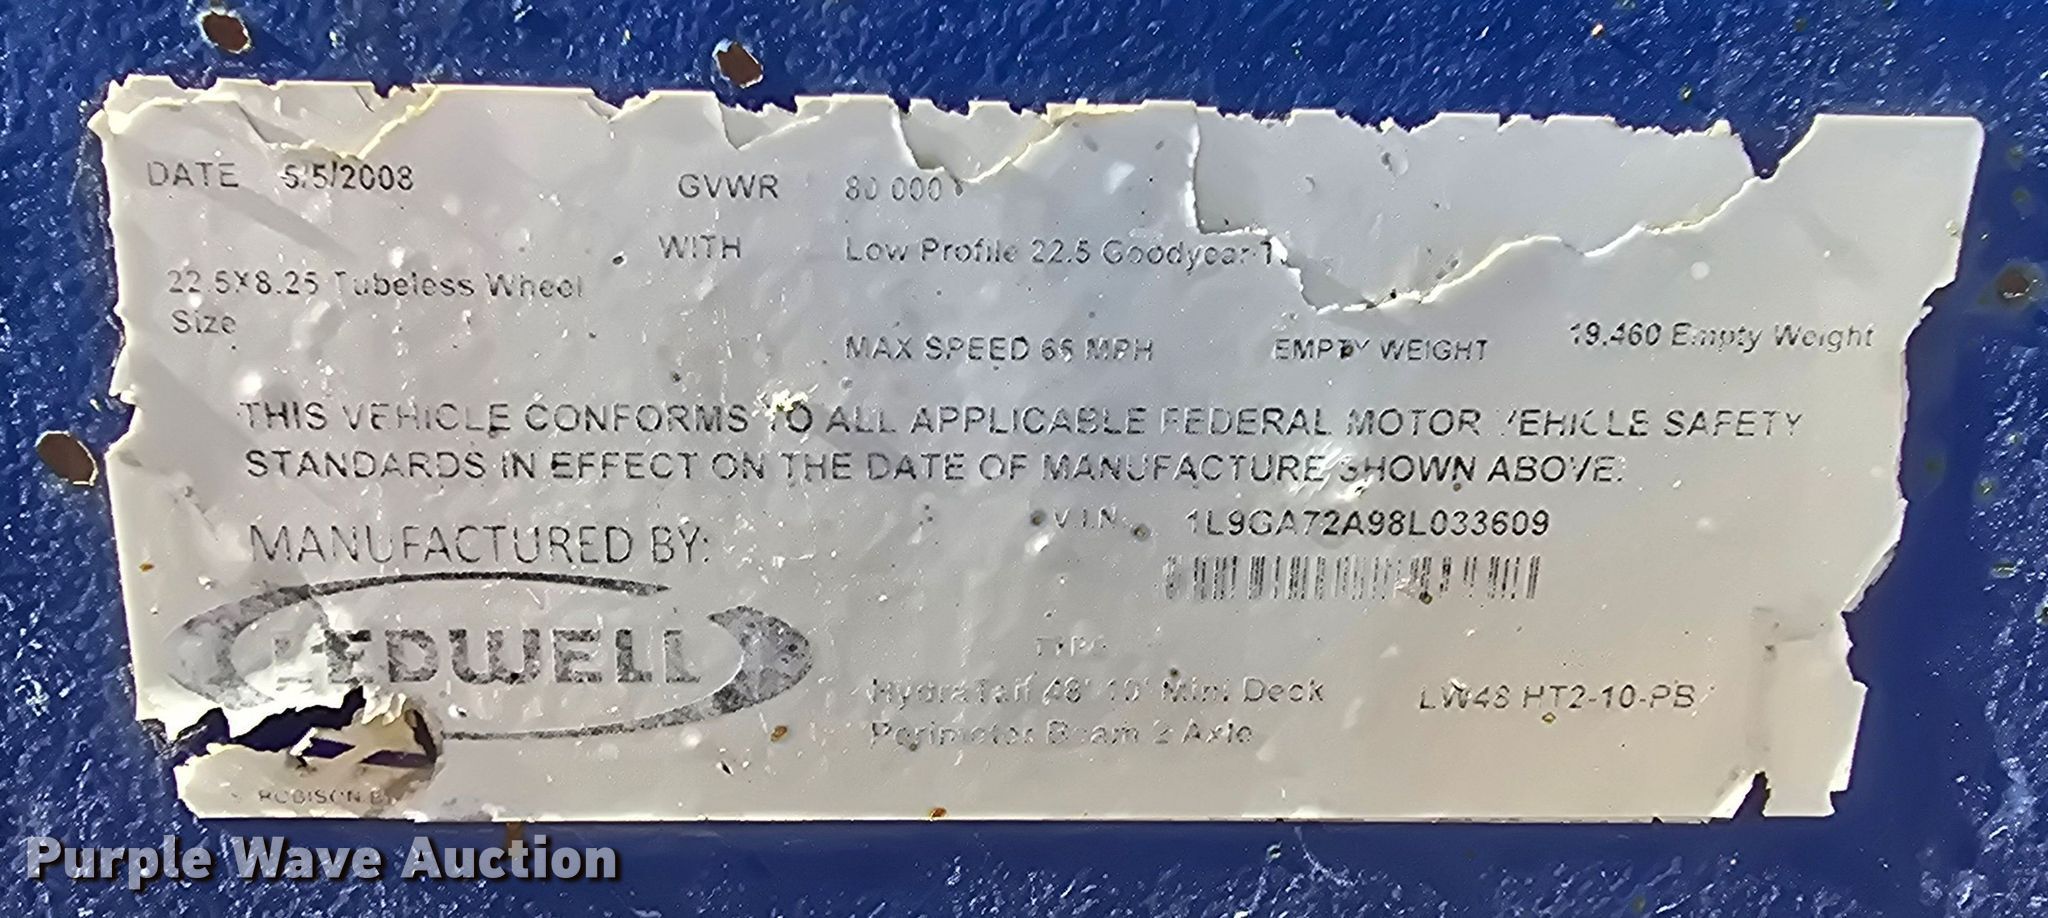 DATE 5/5/2008 GVWR 80 000
WITH Low Profile 22.5 Goodyear
22.5X8.25 Tubeless Wheel
Size
MAX SPEED 65 MPH EMPTY WEIGHT 19,460 Empty Weight
THIS VEHICLE CONFORMS TO ALL APPLICABLE FEDERAL MOTOR VEHICLE SAFETY
STANDARDS IN EFFECT ON THE DATE OF MANUFACTURE SHOWN ABOVE.
MANUFACTURED BY: V.I.N. 1L9GA72A98L033609
LEDWELL
TYPE
HydraTail 48' 10' Mini Deck LW48 HT2-10-PB
Perimeter Beam 2 Axle
ROBISON
Purple Wave Auction